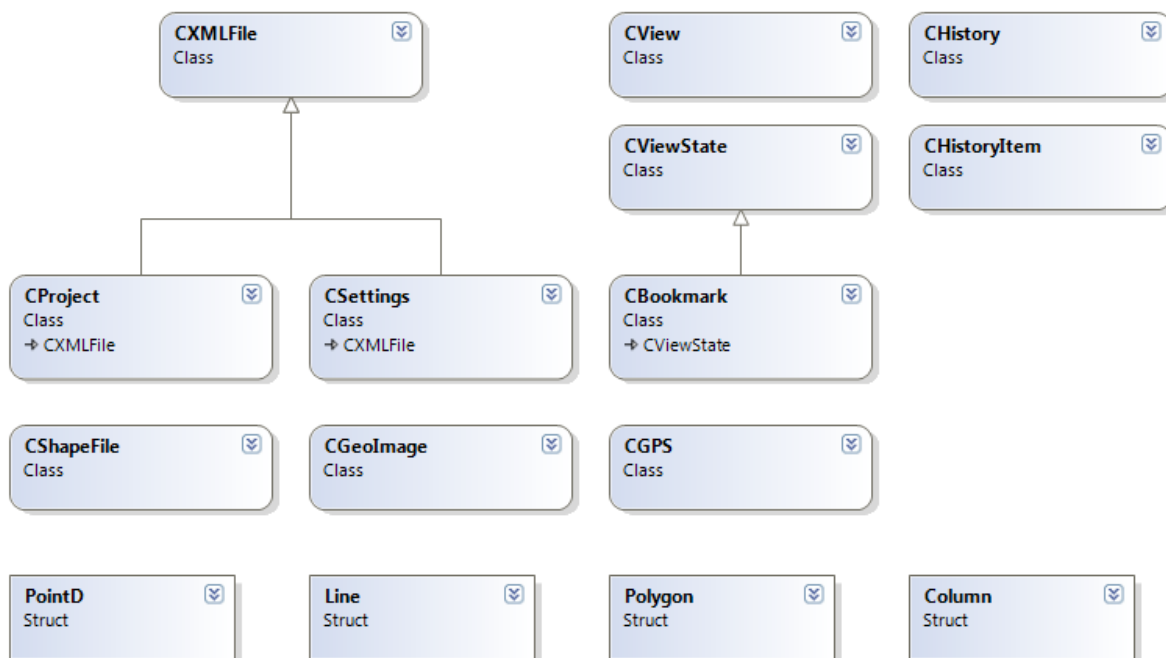 CXMLFile
Class
CView
Class
CHistory
Class
CViewState
Class
CHistoryItem
Class
CProject
Class
CXMLFile
CSettings
Class
CXMLFile
CBookmark
Class
CViewState
CShapeFile
Class
CGeoImage
Class
CGPS
Class
PointD
Struct
Line
Struct
Polygon
Struct
Column
Struct